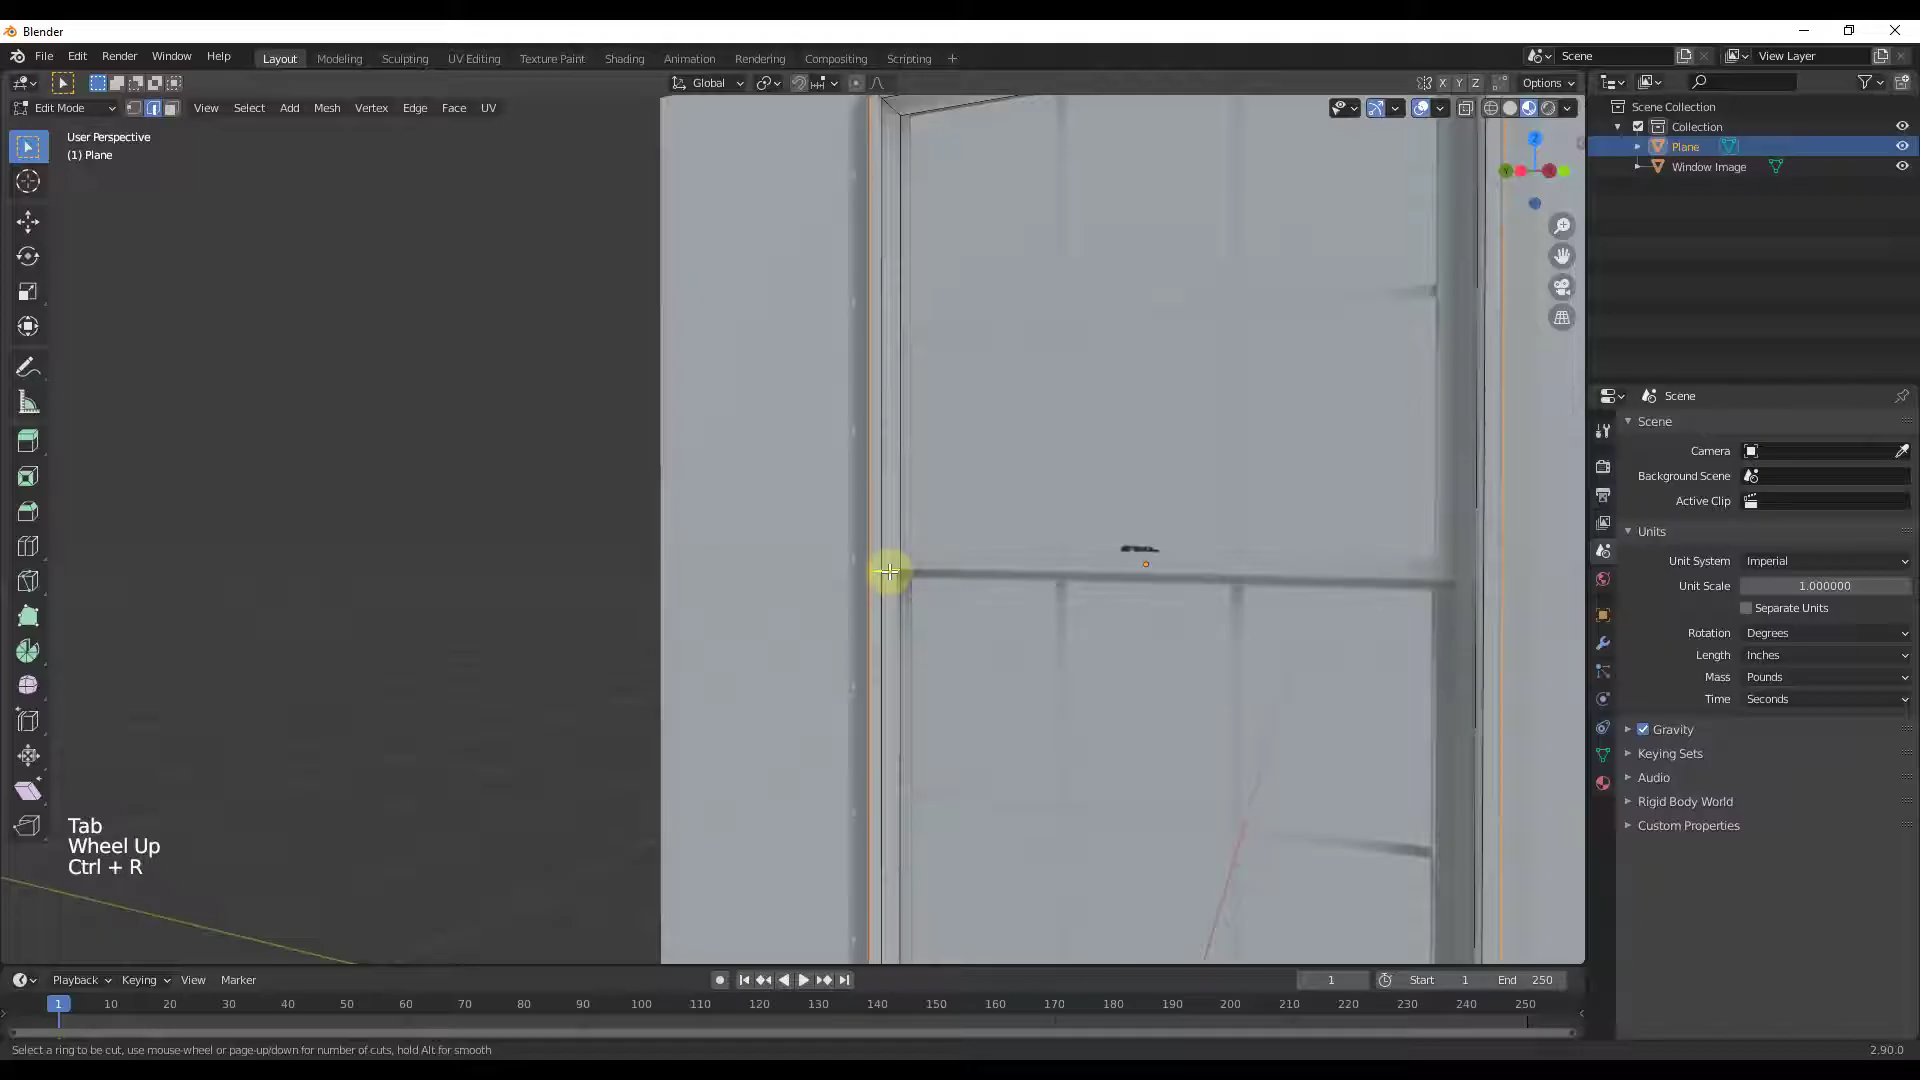 Blender
File Edit Render Window Help
Layout Modeling Sculpting UV Editing Texture Paint Shading Animation Rendering Compositing Scripting +
Scene
View Layer
Global
X Y Z
Options
Edit Mode View Select Add Mesh Vertex Edge Face UV
User Perspective
(1) Plane
Z
Y
Scene Collection
Collection
Plane
Window Image
Scene
Scene
Camera
Background Scene
Active Clip
Units
Unit System Imperial
Unit Scale 1.000000
Separate Units
Rotation Degrees
Length Inches
Mass Pounds
Time Seconds
Gravity
Keying Sets
Audio
Rigid Body World
Custom Properties
Tab
Wheel Up
Ctrl + R
Playback Keying View Marker
1 Start 1 End 250
1 10 20 30 40 50 60 70 80 90 100 110 120 130 140 150 160 170 180 190 200 210 220 230 240 250
Select a ring to be cut, use mouse-wheel or page-up/down for number of cuts, hold Alt for smooth
2.90.0